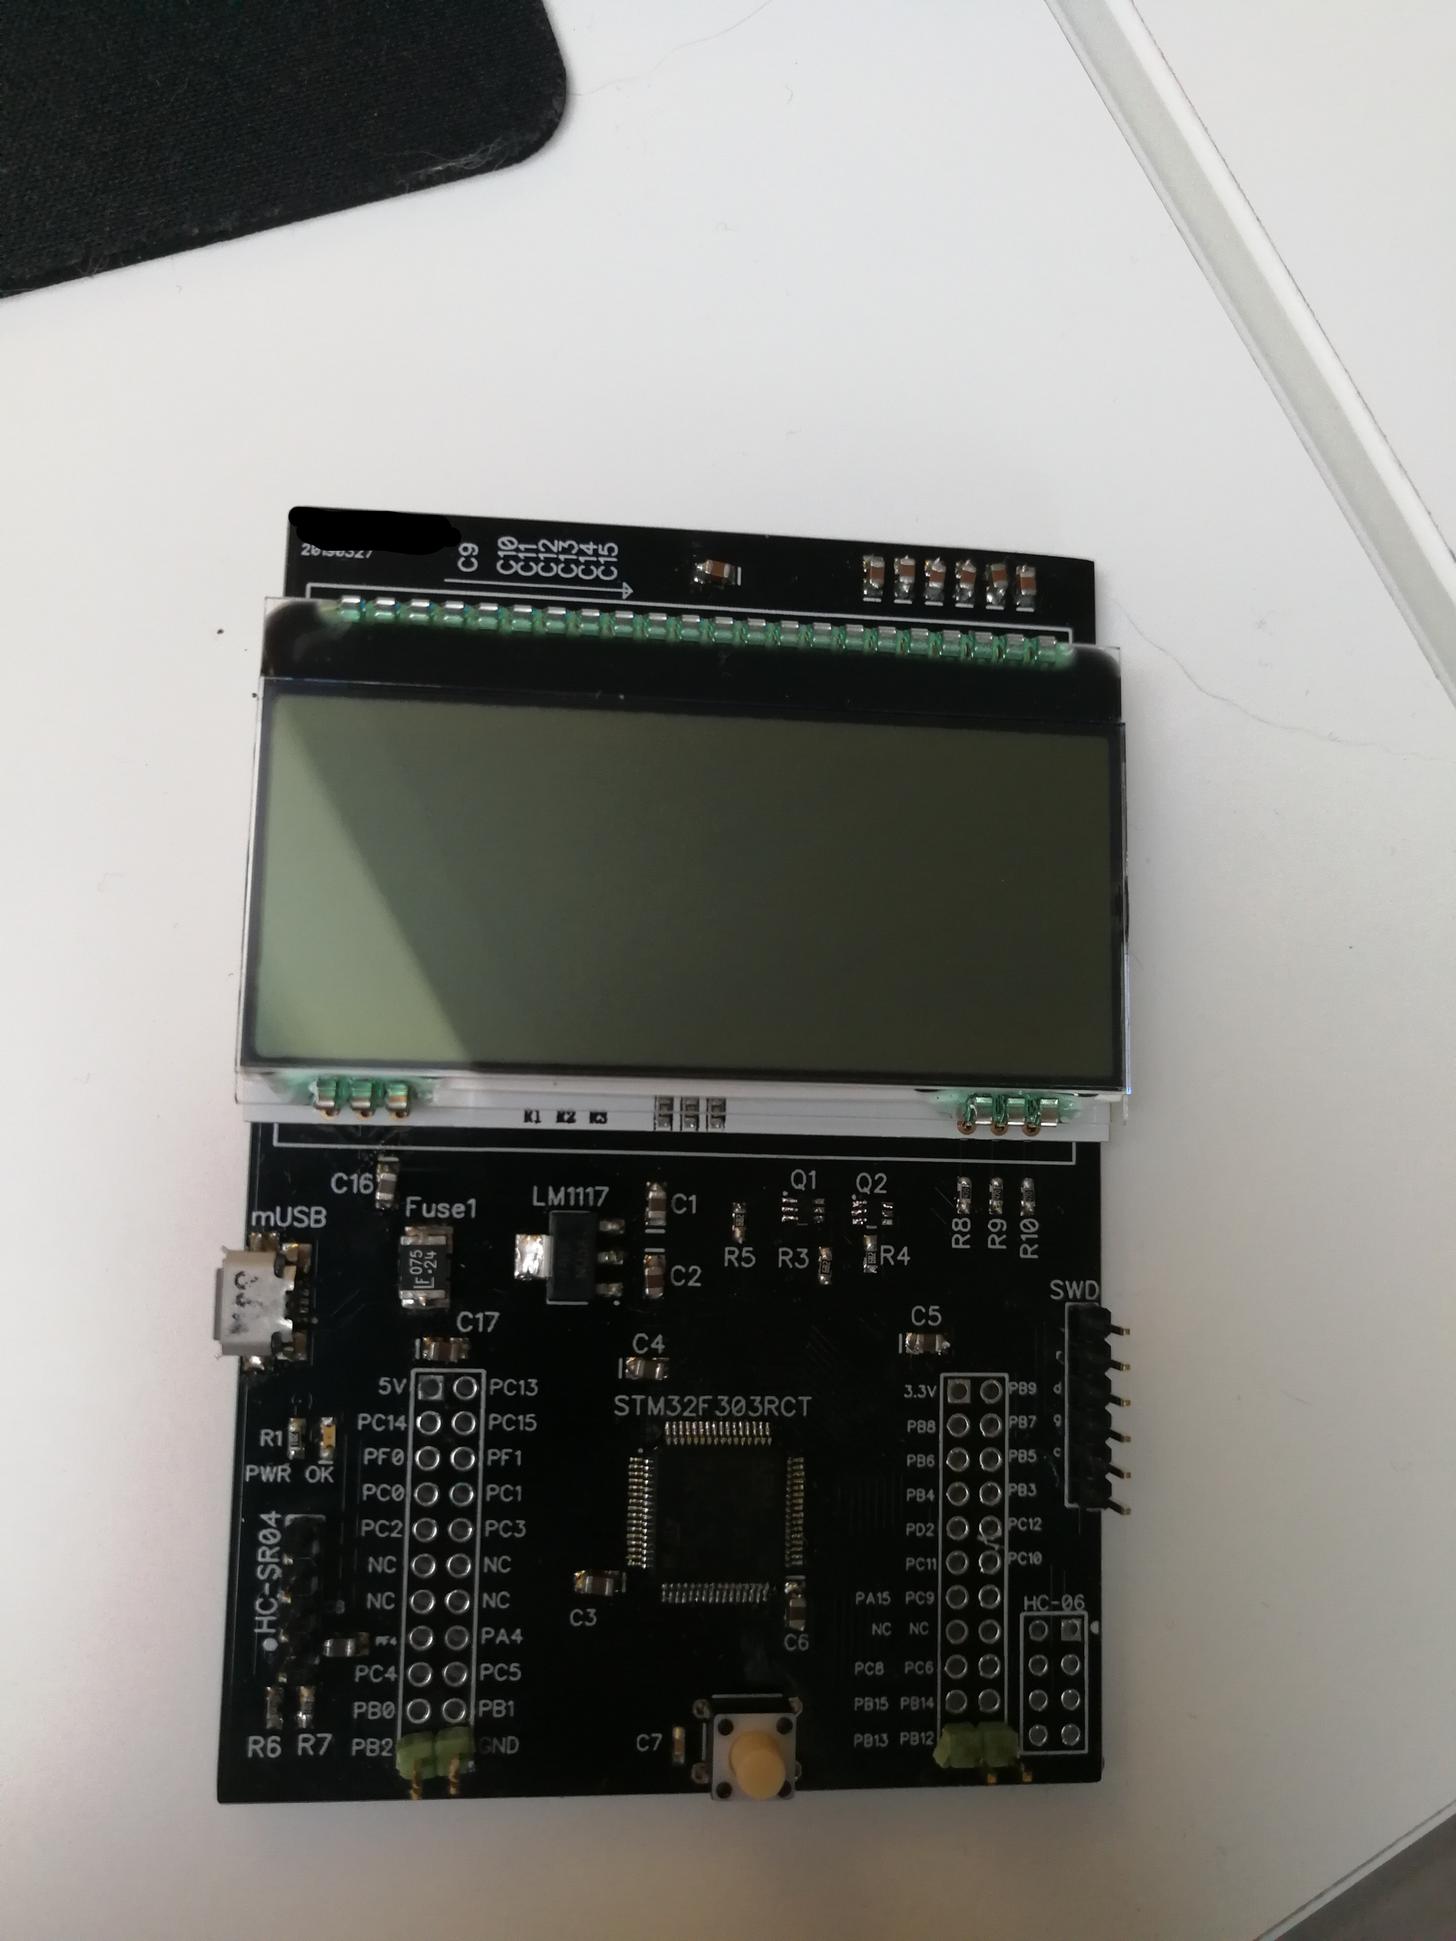 20190327
C9
C10
C11
C12
C13
C14
C15
C16
mUSB
Fuse1
075
24
LM1117
C1
C2
R5
Q1
Q2
R3
R4
R8
R9
R10
SWD
C17
C4
C5
5V PC13
PC14 PC15
PF0 PF1
PC0 PC1
PC2 PC3
NC NC
NC NC
PF4 PA4
PC4 PC5
PB0 PB1
PB2 GND
R1
PWR OK
HC-SR04
R6 R7
STM32F303RCT
C3
C6
C7
3.3V PB9
PB8 PB7
PB6 PB5
PB4 PB3
PD2 PC12
PC11 PC10
PA15 PC9
NC NC
PC8 PC6
PB15 PB14
PB13 PB12
HC-06